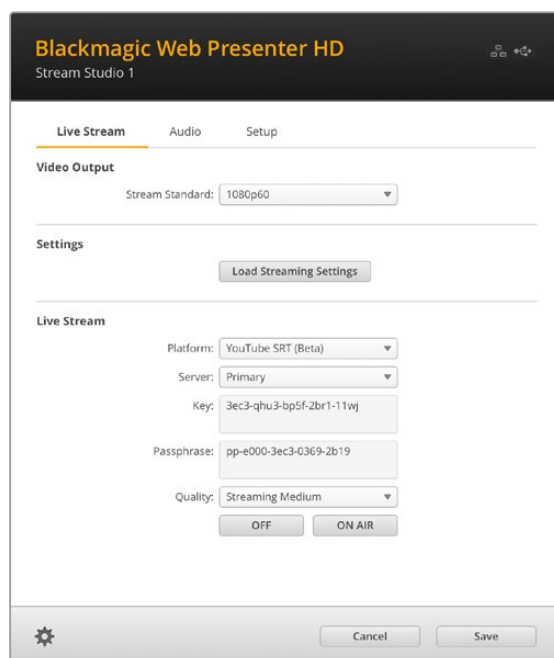 Blackmagic Web Presenter HD
Stream Studio 1
Live Stream Audio Setup
Video Output
Stream Standard: 1080p60
Settings
Load Streaming Settings
Live Stream
Platform: YouTube SRT (Beta)
Server: Primary
Key: 3ec3-qhu3-bp5f-2br1-11wj
Passphrase: pp-e000-3ec3-0369-2b19
Quality: Streaming Medium
OFF ON AIR
Cancel Save